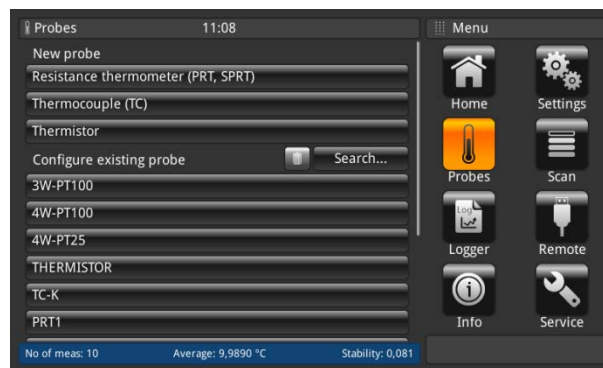 Probes 11:08
New probe
Resistance thermometer (PRT, SPRT)
Thermocouple (TC)
Thermistor
Configure existing probe Search...
3W-PT100
4W-PT100
4W-PT25
THERMISTOR
TC-K
PRT1
No of meas: 10 Average: 9,9890 °C Stability: 0,081
Menu
Home Settings
Probes Scan
Log
Logger Remote
Info Service